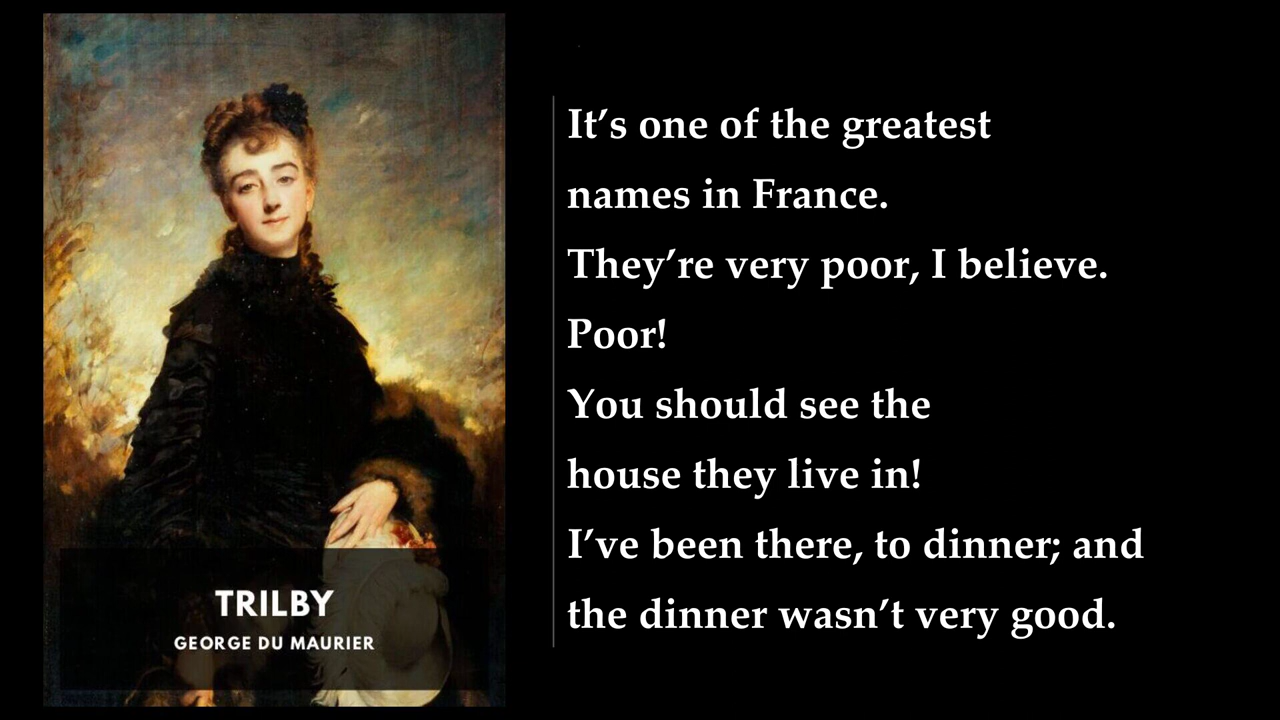 TRILBY
GEORGE DU MAURIER
It’s one of the greatest
names in France.
They’re very poor, I believe.
Poor!
You should see the
house they live in!
I’ve been there, to dinner; and
the dinner wasn’t very good.